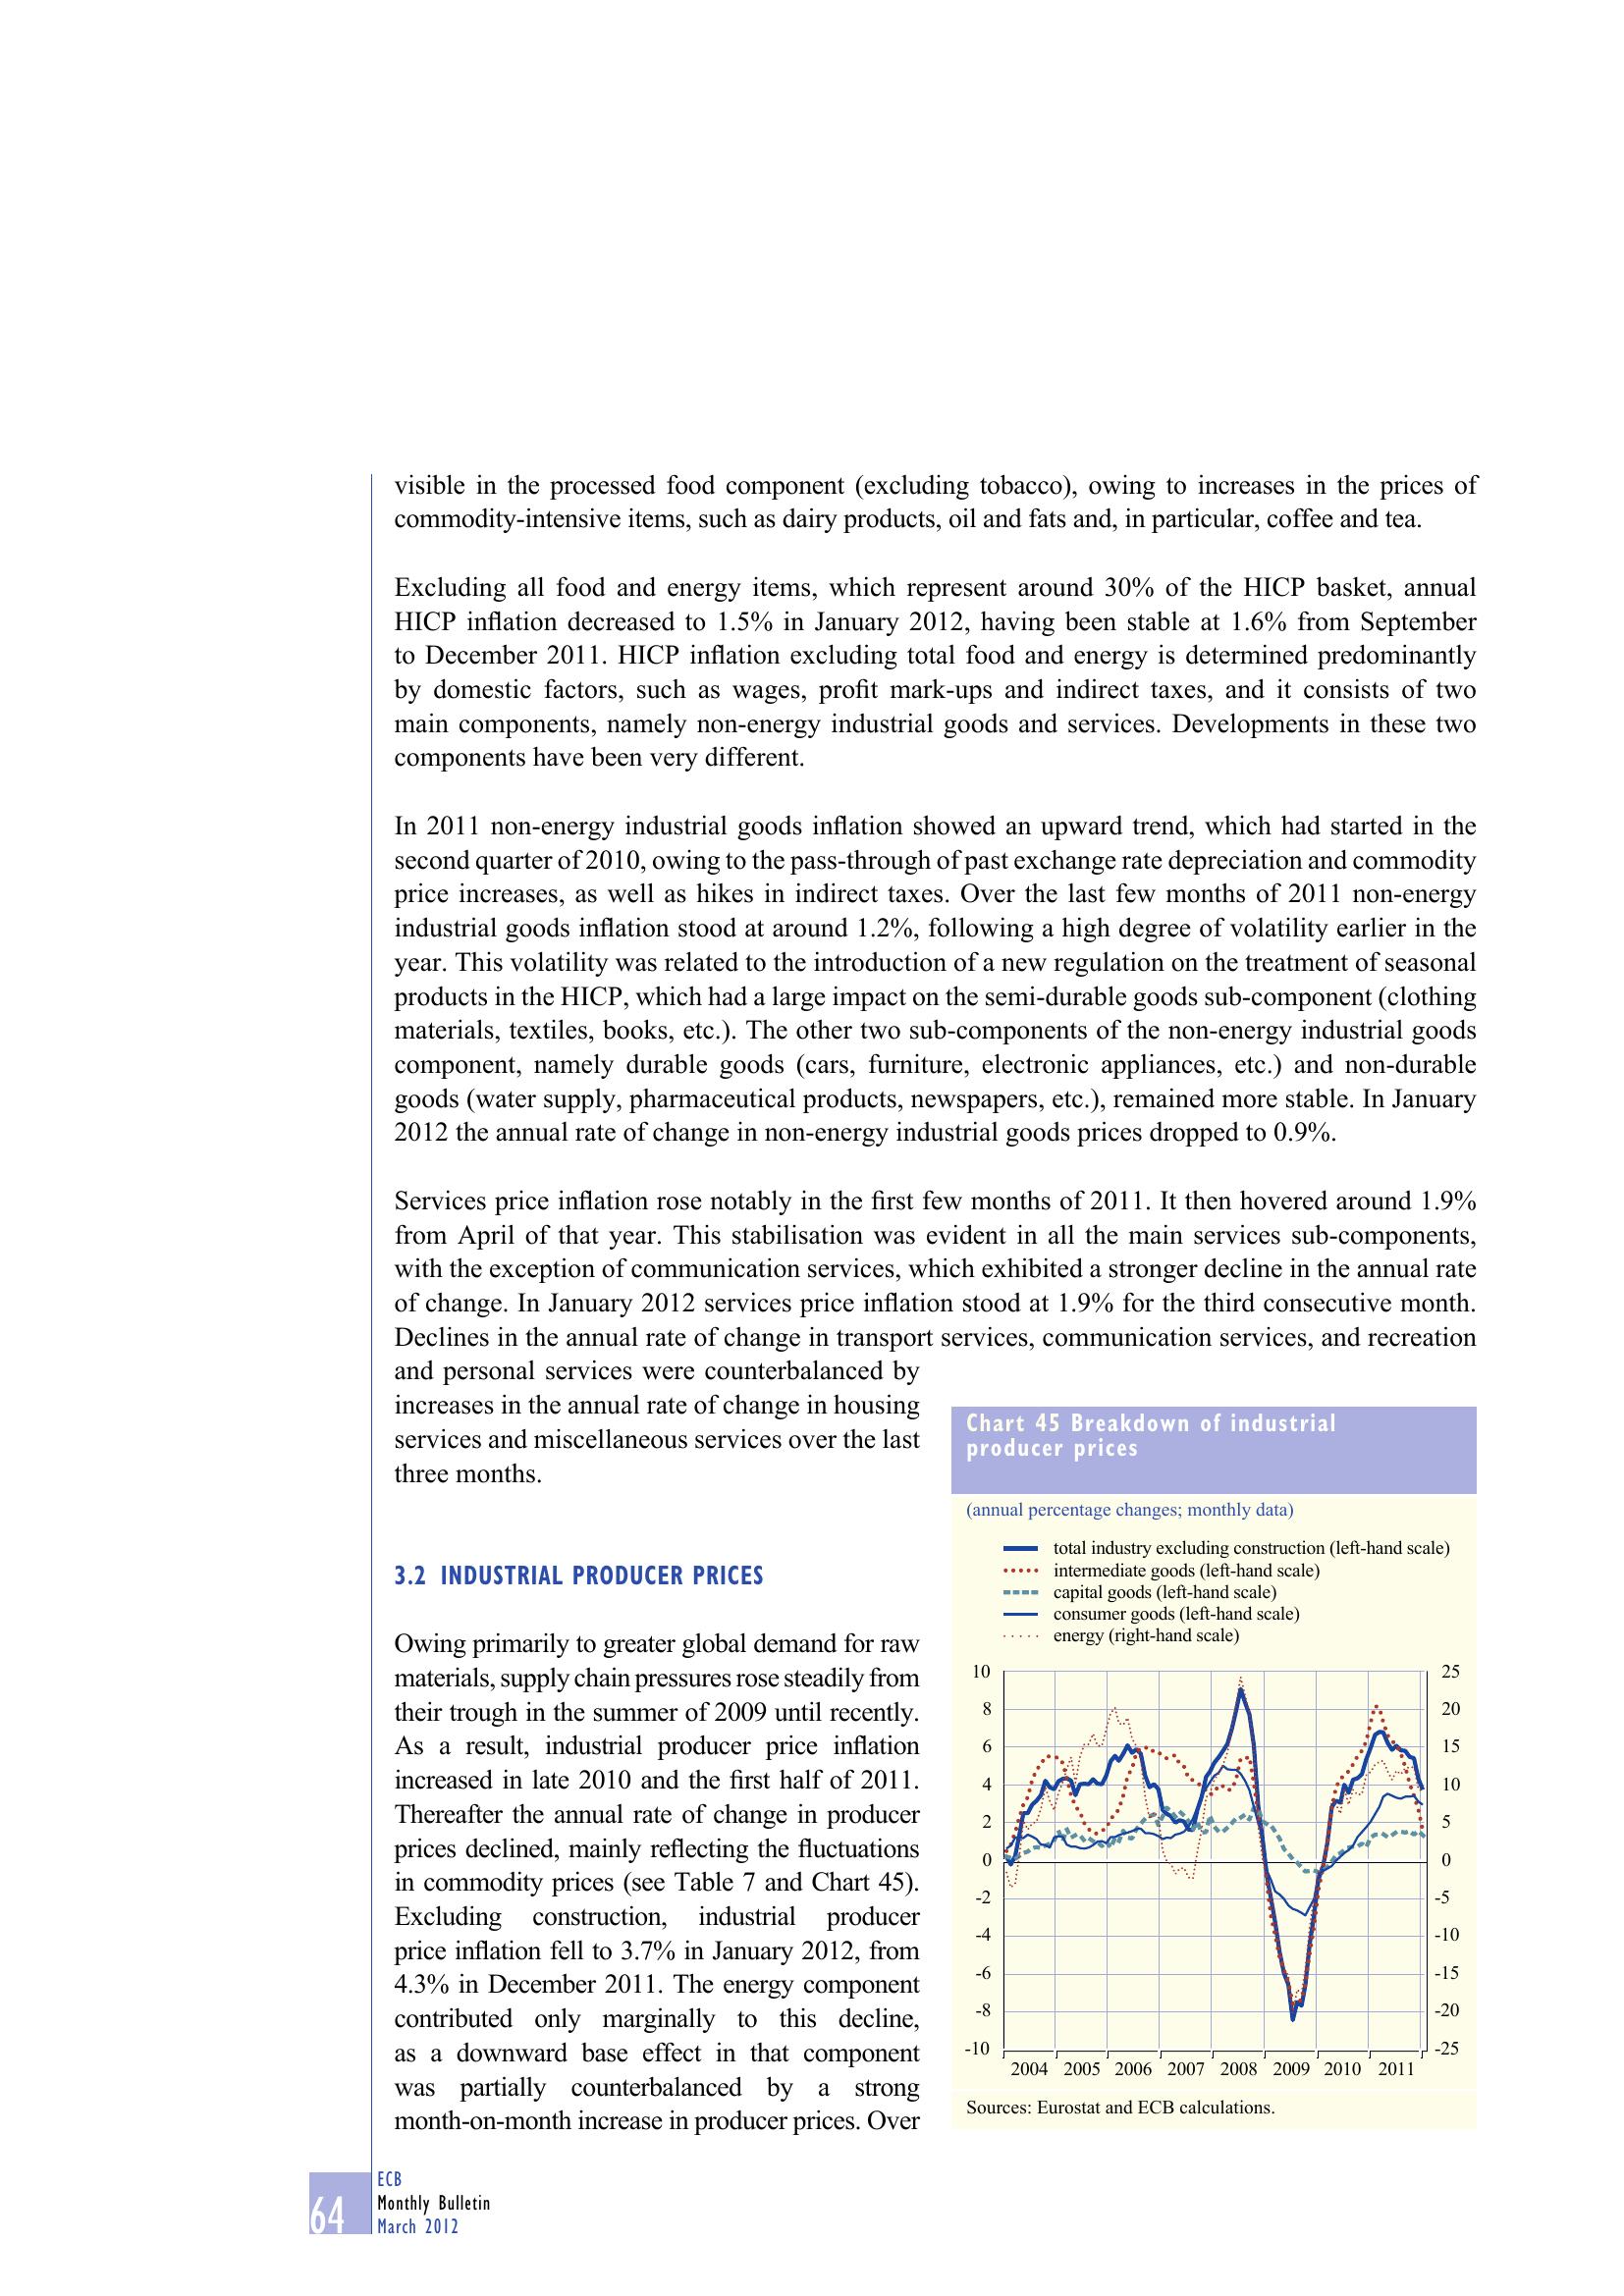 visible in the processed food component (excluding tobacco), owing to increases in the prices of
commodity-intensive items, such as dairy products, oil and fats and, in particular, coffee and tea.
Excluding all food and energy items, which represent around 30% of the HICP basket, annual
HICP inflation decreased to 1.5% in January 2012, having been stable at 1.6% from September
to December 2011. HICP inflation excluding total food and energy is determined predominantly
by domestic factors, such as wages, profit mark-ups and indirect taxes, and it consists of two
main components, namely non-energy industrial goods and services. Developments in these two
components have been very different.
In 2011 non-energy industrial goods inflation showed an upward trend, which had started in the
second quarter of 2010, owing to the pass-through of past exchange rate depreciation and commodity
price increases, as well as hikes in indirect taxes. Over the last few months of 2011 non-energy
industrial goods inflation stood at around 1.2%, following a high degree of volatility earlier in the
year. This volatility was related to the introduction of a new regulation on the treatment of seasonal
products in the HICP, which had a large impact on the semi-durable goods sub-component (clothing
materials, textiles, books, etc.). The other two sub-components of the non-energy industrial goods
component, namely durable goods (cars, furniture, electronic appliances, etc.) and non-durable
goods (water supply, pharmaceutical products, newspapers, etc.), remained more stable. In January
2012 the annual rate of change in non-energy industrial goods prices dropped to 0.9%.
Services price inflation rose notably in the first few months of 2011. It then hovered around 1.9%
from April of that year. This stabilisation was evident in all the main services sub-components,
with the exception of communication services, which exhibited a stronger decline in the annual rate
of change. In January 2012 services price inflation stood at 1.9% for the third consecutive month.
Declines in the annual rate of change in transport services, communication services, and recreation
and personal services were counterbalanced by
increases in the annual rate of change in housing
services and miscellaneous services over the last
three months.
3.2 INDUSTRIAL PRODUCER PRICES
Owing primarily to greater global demand for raw
materials, supply chain pressures rose steadily from
their trough in the summer of 2009 until recently.
As a result, industrial producer price inflation
increased in late 2010 and the first half of 2011.
Thereafter the annual rate of change in producer
prices declined, mainly reflecting the fluctuations
in commodity prices (see Table 7 and Chart 45).
Excluding construction, industrial producer
price inflation fell to 3.7% in January 2012, from
4.3% in December 2011. The energy component
contributed only marginally to this decline,
as a downward base effect in that component
was partially counterbalanced by a strong
month-on-month increase in producer prices. Over
Chart 45 Breakdown of industrial
producer prices
(annual percentage changes; monthly data)
total industry excluding construction (left-hand scale)
intermediate goods (left-hand scale)
capital goods (left-hand scale)
consumer goods (left-hand scale)
energy (right-hand scale)
10 25
8 20
6 15
4 10
2 5
0 0
-2 -5
-4 -10
-6 -15
-8 -20
-10 -25
2004 2005 2006 2007 2008 2009 2010 2011
Sources: Eurostat and ECB calculations.
64
ECB
Monthly Bulletin
March 2012